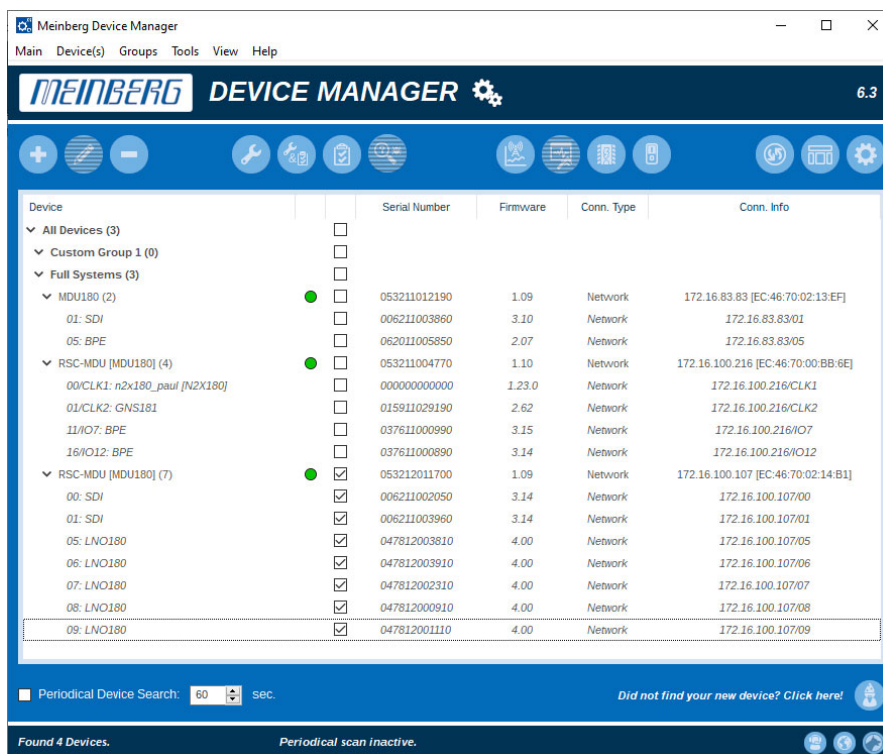 Meinberg Device Manager
Main Device(s) Groups Tools View Help
MEINBERG DEVICE MANAGER 6.3
Device Serial Number Firmware Conn. Type Conn. Info
All Devices (3)
Custom Group 1 (0)
Full Systems (3)
MDU180 (2) 053211012190 1.09 Network 172.16.83.83 [EC:46:70:02:13:EF]
01: SDI 006211003860 3.10 Network 172.16.83.83/01
05: BPE 062011005850 2.07 Network 172.16.83.83/05
RSC-MDU [MDU180] (4) 053211004770 1.10 Network 172.16.100.216 [EC:46:70:00:BB:6E]
00/CLK1: n2x180_paul [N2X180] 000000000000 1.23.0 Network 172.16.100.216/CLK1
01/CLK2: GNS181 015911029190 2.62 Network 172.16.100.216/CLK2
11/IO7: BPE 037611000990 3.15 Network 172.16.100.216/IO7
16/IO12: BPE 037611000890 3.14 Network 172.16.100.216/IO12
RSC-MDU [MDU180] (7) 053212011700 1.09 Network 172.16.100.107 [EC:46:70:02:14:B1]
00: SDI 006211002050 3.14 Network 172.16.100.107/00
01: SDI 006211003960 3.14 Network 172.16.100.107/01
05: LNO180 047812003810 4.00 Network 172.16.100.107/05
06: LNO180 047812003910 4.00 Network 172.16.100.107/06
07: LNO180 047812002310 4.00 Network 172.16.100.107/07
08: LNO180 047812000910 4.00 Network 172.16.100.107/08
09: LNO180 047812001110 4.00 Network 172.16.100.107/09
Periodical Device Search: 60 sec. Did not find your new device? Click here!
Found 4 Devices. Periodical scan inactive.